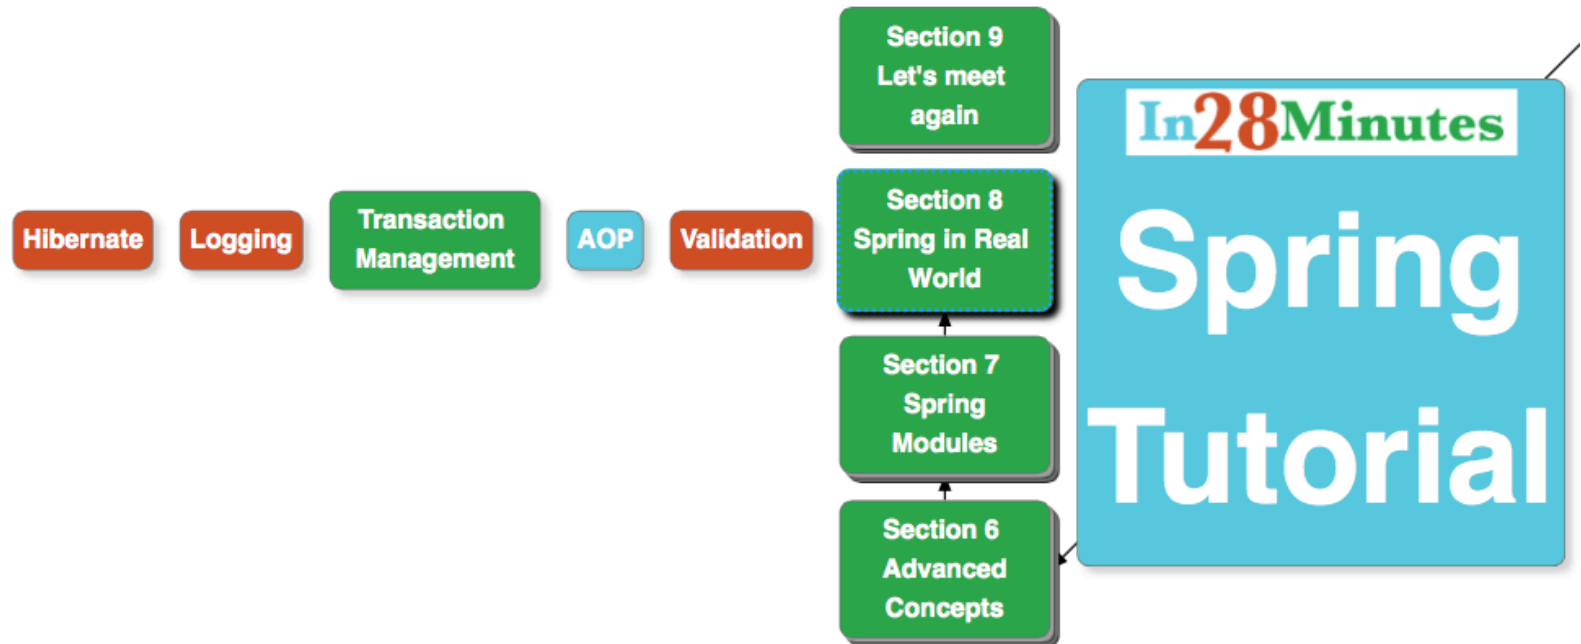 Section 9
Let's meet
again
In28Minutes
Spring
Tutorial
Hibernate
Logging
Transaction
Management
AOP
Validation
Section 8
Spring in Real
World
Section 7
Spring
Modules
Section 6
Advanced
Concepts